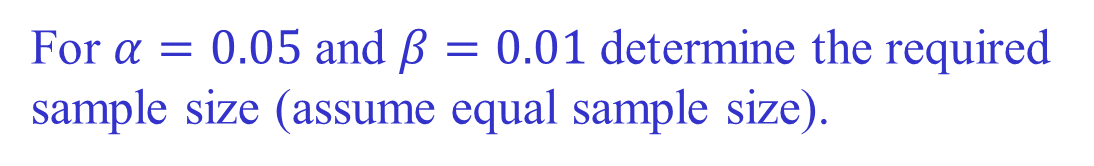 For α = 0.05 and β = 0.01 determine the required
sample size (assume equal sample size).